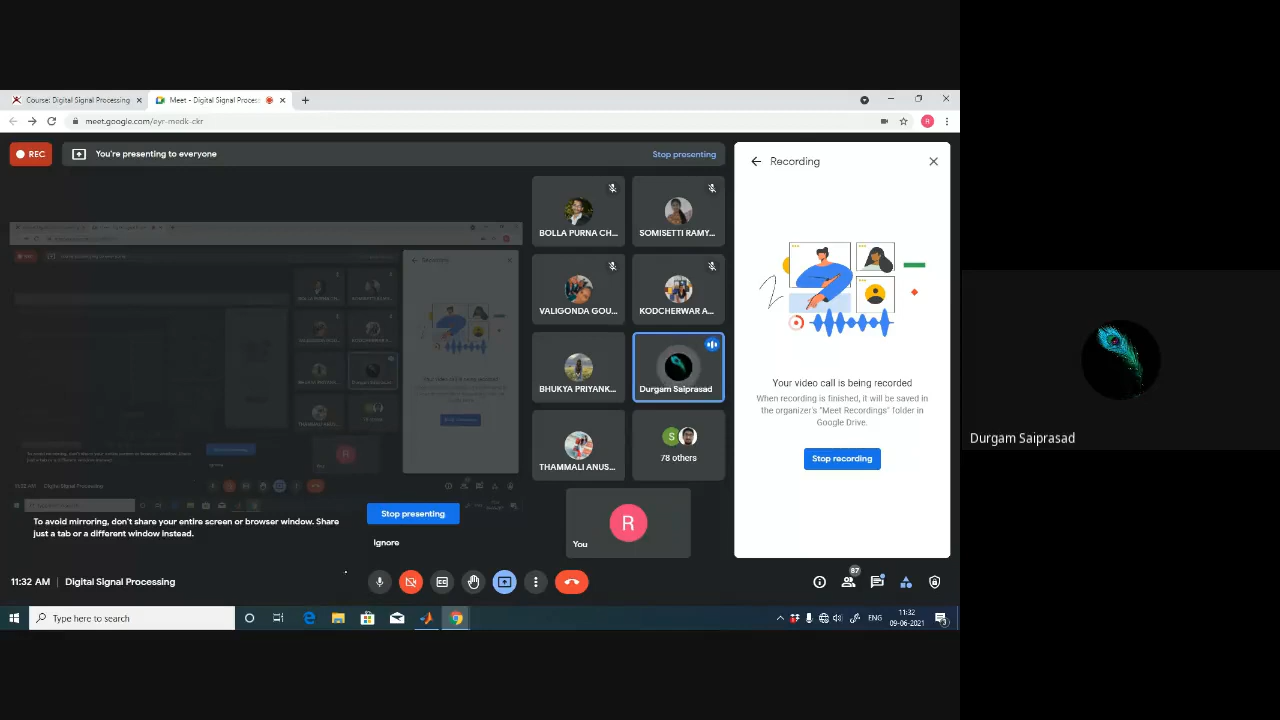 Course: Digital Signal Processing
Meet - Digital Signal Proces
meet.google.com/eyr-medk-ckr
R
REC
You're presenting to everyone
Stop presenting
BOLLA PURNA CH...
SOMISETTI RAMY...
VALIGONDA GOU...
KODCHERWAR A...
BHUKYA PRIYANK...
Durgam Saiprasad
THAMMALI ANUS...
S
78 others
R
You
Recording
2
Your video call is being recorded
When recording is finished, it will be saved in
the organizer's "Meet Recordings" folder in
Google Drive.
Stop recording
Durgam Saiprasad
To avoid mirroring, don't share your entire screen or browser window. Share
just a tab or a different window instead.
Stop presenting
Ignore
11:32 AM | Digital Signal Processing
87
Type here to search
ENG
11:32
09-06-2021
3